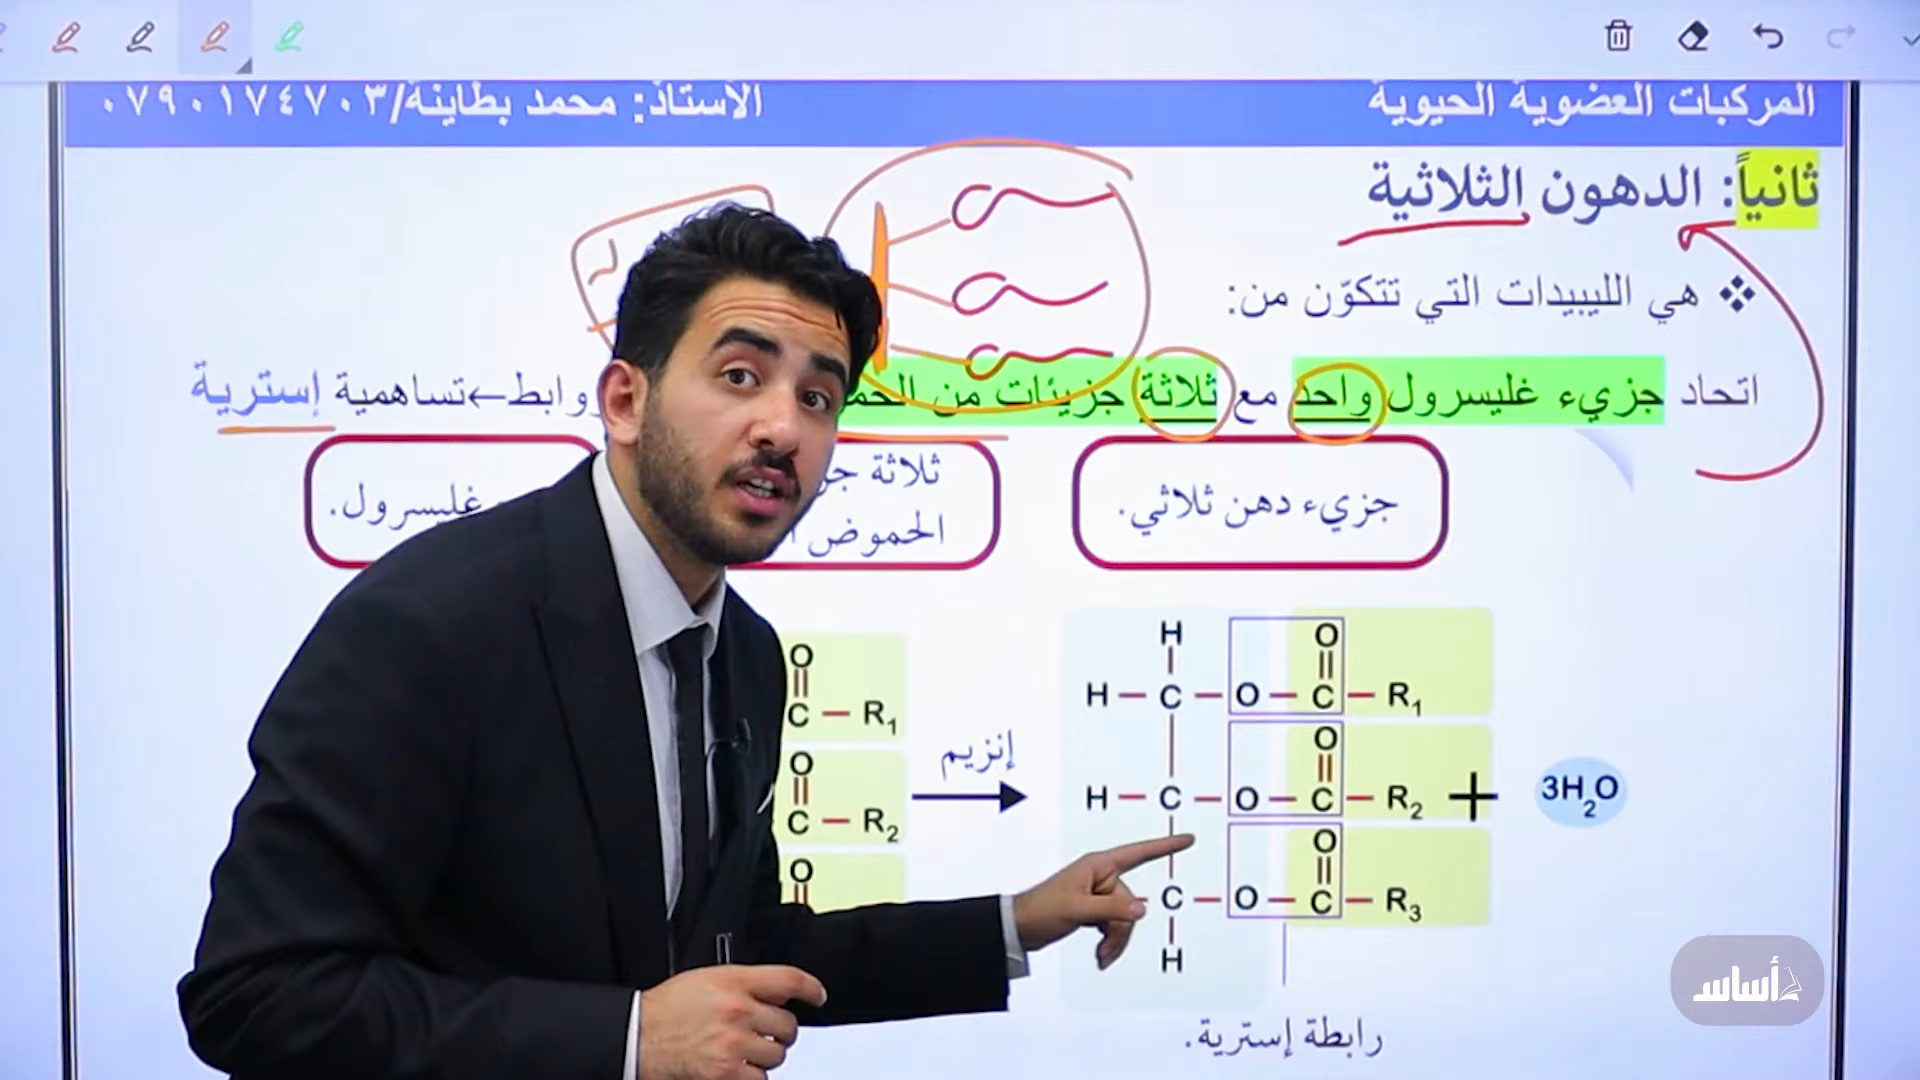 المركبات العضوية الحيوية
الأستاذ: محمد بطاينة/٠٧٩٠١٧٤٧٠٣
ثانياً: الدهون الثلاثية
❖ هي الليبيدات التي تتكوّن من:
اتحاد جزيء غليسرول واحد مع ثلاثة جزيئات من
روابط←تساهمية إسترية
جزيء دهن ثلاثي.
ثلاثة
الحموض
غليسرول.
O
C — R1
O
C — R2
O
إنزيم
H
H — C — O — C — R1
O
H — C — O — C — R2
O
+ 3H2O
C — O — C — R3
O
H
رابطة إسترية.
أساس